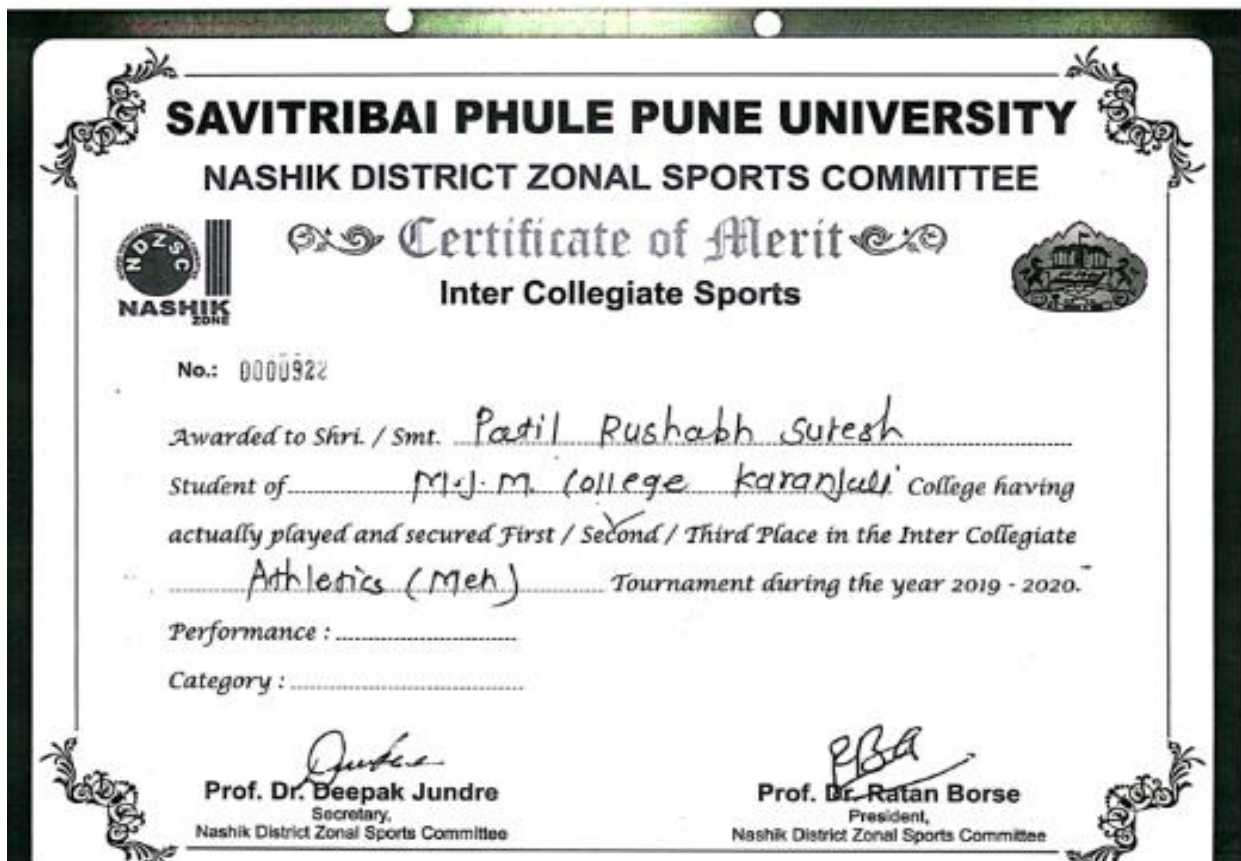 SAVITRIBAI PHULE PUNE UNIVERSITY
NASHIK DISTRICT ZONAL SPORTS COMMITTEE
Certificate of Merit
Inter Collegiate Sports
NDZSC
NASHIK
ZONE
No.: 0000922
Awarded to Shri. / Smt. Patil Rushabh Suresh
Student of M.J.M. College Karanjali College having
actually played and secured First / Second / Third Place in the Inter Collegiate
Athletics (Men) Tournament during the year 2019 - 2020.
Performance :
Category :
Prof. Dr. Deepak Jundre
Secretary,
Nashik District Zonal Sports Committee
Prof. Dr. Ratan Borse
President,
Nashik District Zonal Sports Committee